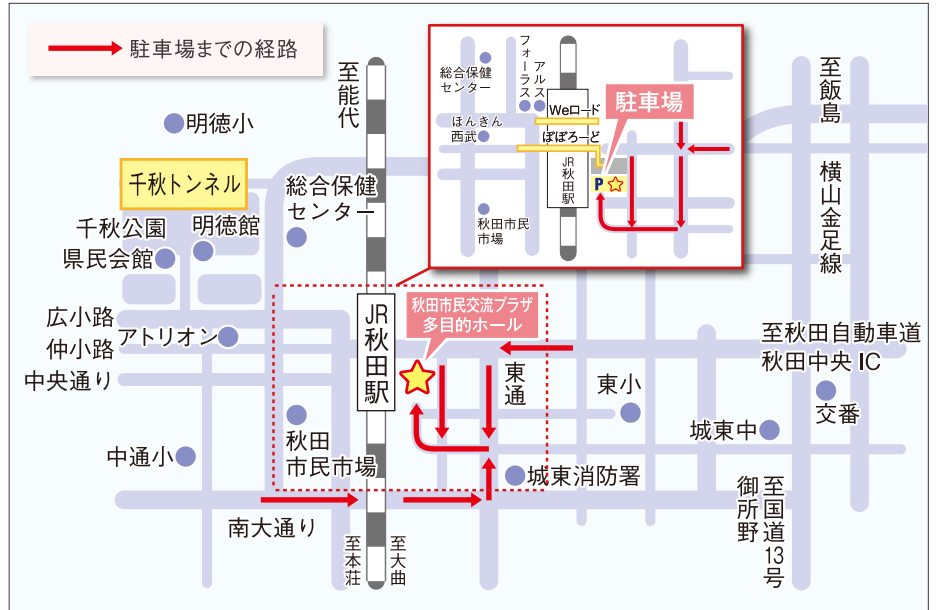 駐車場までの経路
至能代
明徳小
千秋トンネル
千秋公園
県民会館
明徳館
総合保健
センター
広小路
仲小路
アトリオン
中央通り
中通小
秋田
市民市場
南大通り
JR秋田駅
至本荘
至大曲
秋田市民交流プラザ
多目的ホール
東通
東小
城東中
城東消防署
至秋田自動車道
秋田中央IC
交番
至飯島
横山金足線
至国道13号
御所野
総合保健
センター
フォーラス
アルス
Weロード
ぽぽろーど
ほんきん
西武
JR秋田駅
駐車場
P
秋田市民
市場